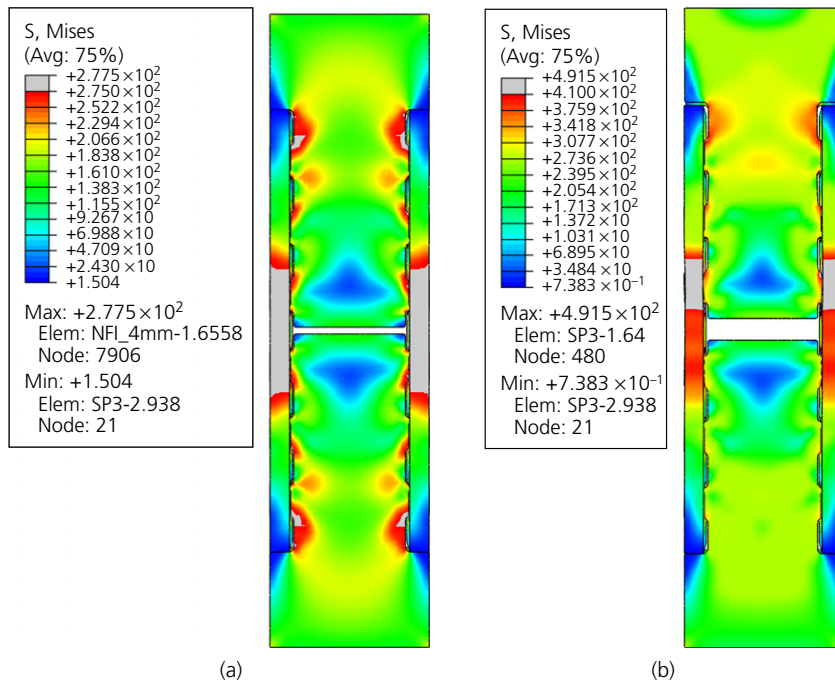 S, Mises
(Avg: 75%)
+2.775×10²
+2.750×10²
+2.522×10²
+2.294×10²
+2.066×10²
+1.838×10²
+1.610×10²
+1.383×10²
+1.155×10²
+9.267×10
+6.988×10
+4.709×10
+2.430 ×10
+1.504
Max: +2.775×10²
Elem: NFI_4mm-1.6558
Node: 7906
Min: +1.504
Elem: SP3-2.938
Node: 21
(a)
S, Mises
(Avg: 75%)
+4.915×10²
+4.100×10²
+3.759×10²
+3.418×10²
+3.077×10²
+2.736×10²
+2.395×10²
+2.054×10²
+1.713×10²
+1.372×10
+1.031×10
+6.895×10
+3.484×10
+7.383×10⁻¹
Max: +4.915×10²
Elem: SP3-1.64
Node: 480
Min: +7.383 ×10⁻¹
Elem: SP3-2.938
Node: 21
(b)